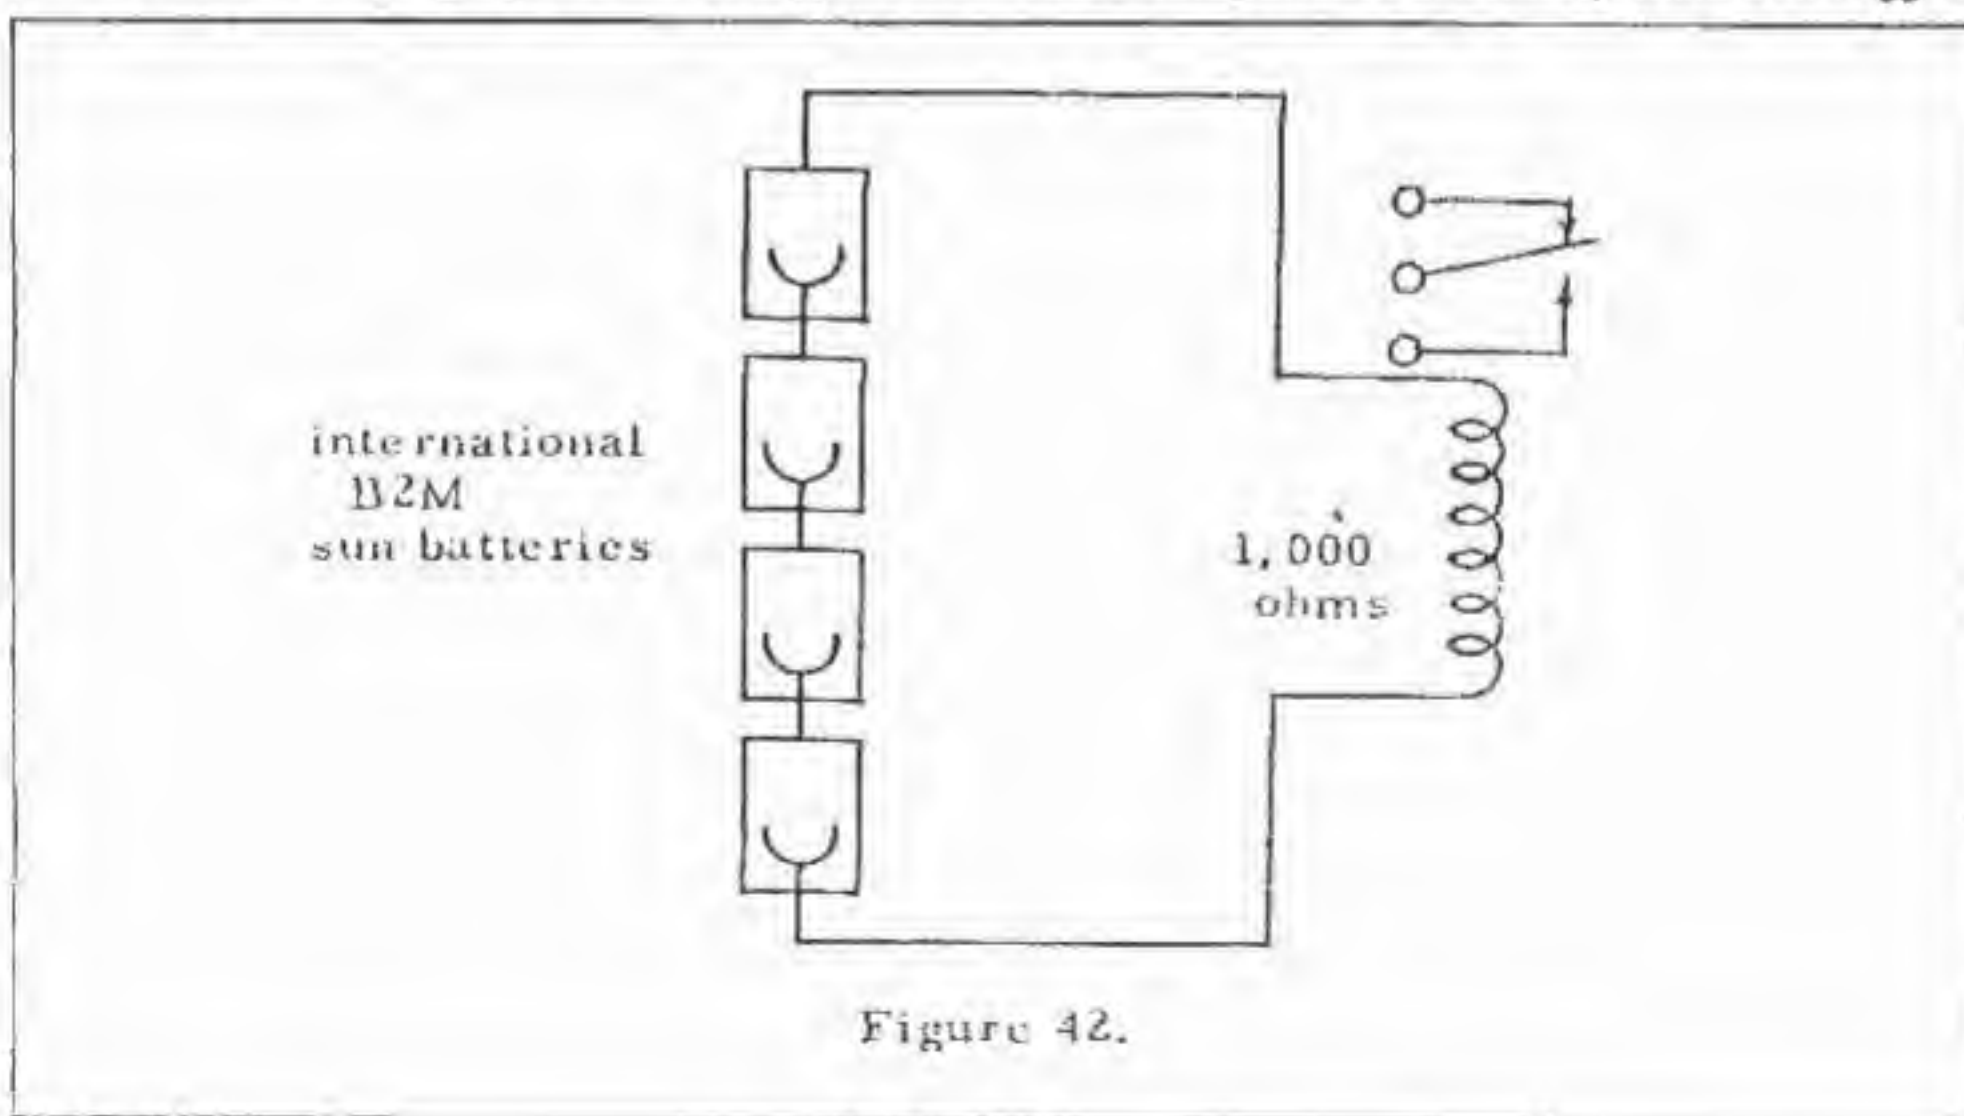 international
B2M
sun batteries
1,000
ohms
Figure 42.